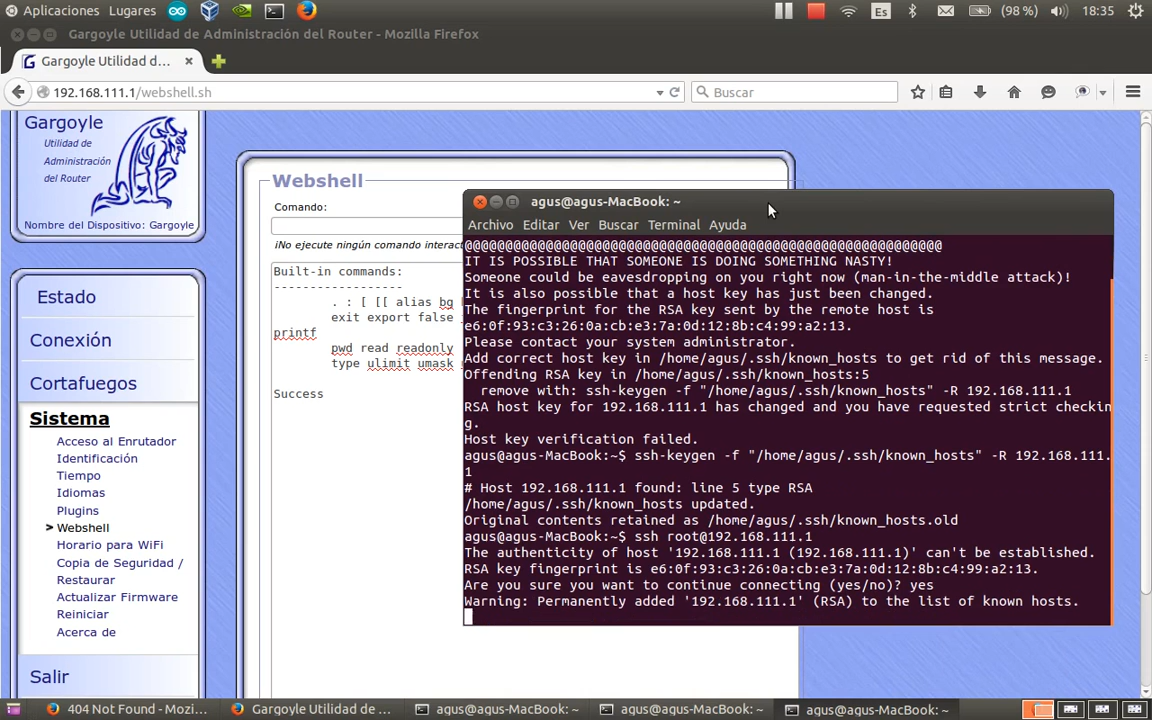 Aplicaciones Lugares Es (98 %) 18:35
Gargoyle Utilidad de Administración del Router - Mozilla Firefox
Gargoyle Utilidad d...
192.168.111.1/webshell.sh Buscar
Gargoyle
Utilidad de
Administración
del Router
Nombre del Dispositivo: Gargoyle
Estado
Conexión
Cortafuegos
Sistema
Acceso al Enrutador
Identificación
Tiempo
Idiomas
Plugins
> Webshell
Horario para WiFi
Copia de Seguridad /
Restaurar
Actualizar Firmware
Reiniciar
Acerca de
Salir
Webshell
Comando:
¡No ejecute ningún comando interact
Built-in commands:
------------------
. : [ [[ alias bg
exit export false
printf
pwd read readonly
type ulimit umask
Success
agus@agus-MacBook: ~
Archivo Editar Ver Buscar Terminal Ayuda
@@@@@@@@@@@@@@@@@@@@@@@@@@@@@@@@@@@@@@@@@@@@@@@@@@@@@@@@@@@
IT IS POSSIBLE THAT SOMEONE IS DOING SOMETHING NASTY!
Someone could be eavesdropping on you right now (man-in-the-middle attack)!
It is also possible that a host key has just been changed.
The fingerprint for the RSA key sent by the remote host is
e6:0f:93:c3:26:0a:cb:e3:7a:0d:12:8b:c4:99:a2:13.
Please contact your system administrator.
Add correct host key in /home/agus/.ssh/known_hosts to get rid of this message.
Offending RSA key in /home/agus/.ssh/known_hosts:5
remove with: ssh-keygen -f "/home/agus/.ssh/known_hosts" -R 192.168.111.1
RSA host key for 192.168.111.1 has changed and you have requested strict checkin
g.
Host key verification failed.
agus@agus-MacBook:~$ ssh-keygen -f "/home/agus/.ssh/known_hosts" -R 192.168.111.
1
# Host 192.168.111.1 found: line 5 type RSA
/home/agus/.ssh/known_hosts updated.
Original contents retained as /home/agus/.ssh/known_hosts.old
agus@agus-MacBook:~$ ssh root@192.168.111.1
The authenticity of host '192.168.111.1 (192.168.111.1)' can't be established.
RSA key fingerprint is e6:0f:93:c3:26:0a:cb:e3:7a:0d:12:8b:c4:99:a2:13.
Are you sure you want to continue connecting (yes/no)? yes
Warning: Permanently added '192.168.111.1' (RSA) to the list of known hosts.
404 Not Found - Mozi... Gargoyle Utilidad de ... agus@agus-MacBook: ~ agus@agus-MacBook: ~ agus@agus-MacBook: ~